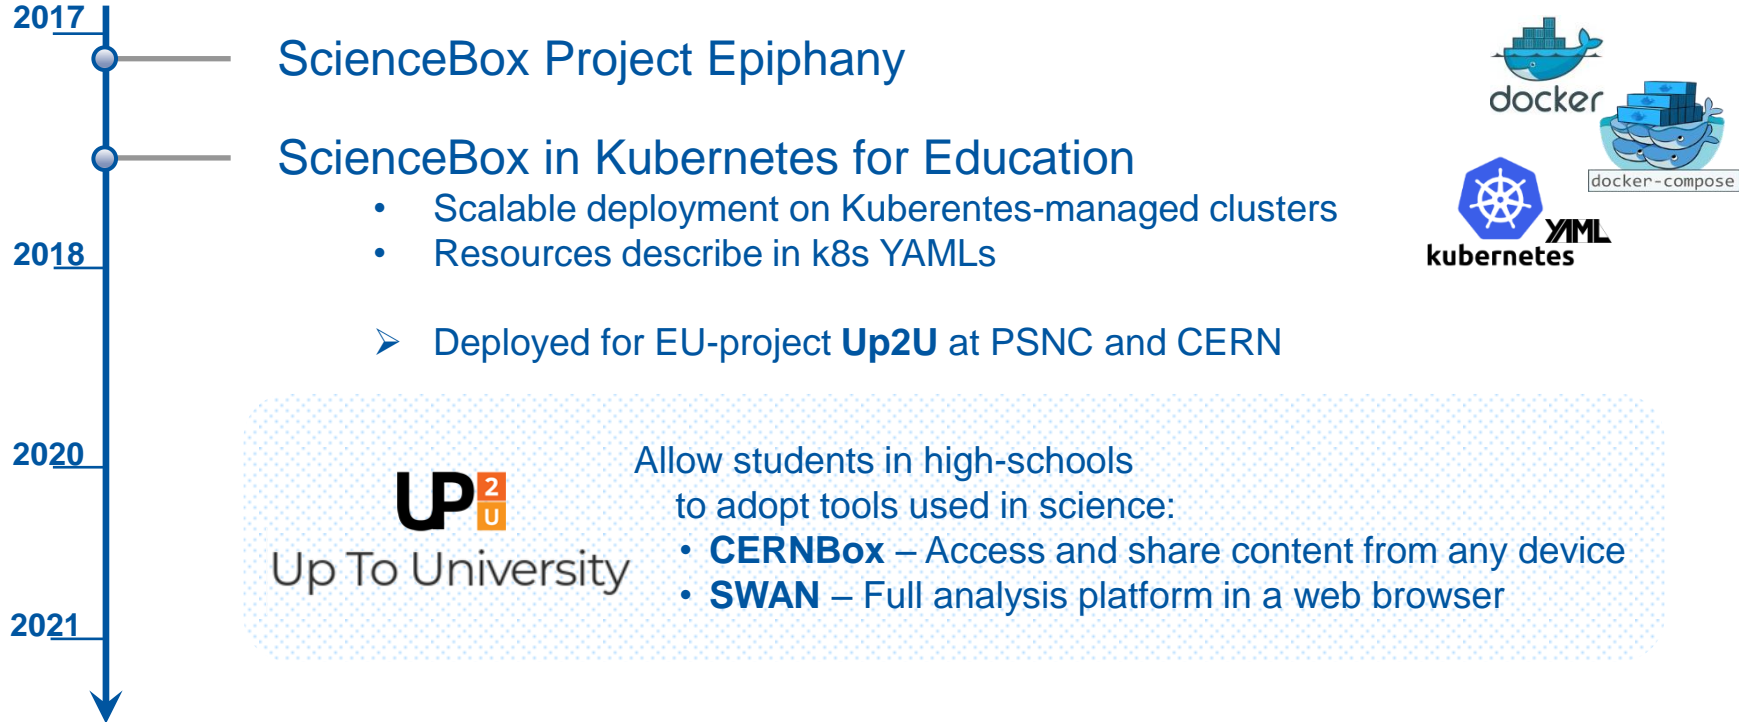 2017
ScienceBox Project Epiphany
docker
docker-compose
ScienceBox in Kubernetes for Education
• Scalable deployment on Kuberentes-managed clusters
• Resources describe in k8s YAMLs
YAML
kubernetes
2018
➢ Deployed for EU-project Up2U at PSNC and CERN
2020
UP2U
Up To University
Allow students in high-schools
to adopt tools used in science:
• CERNBox – Access and share content from any device
• SWAN – Full analysis platform in a web browser
2021